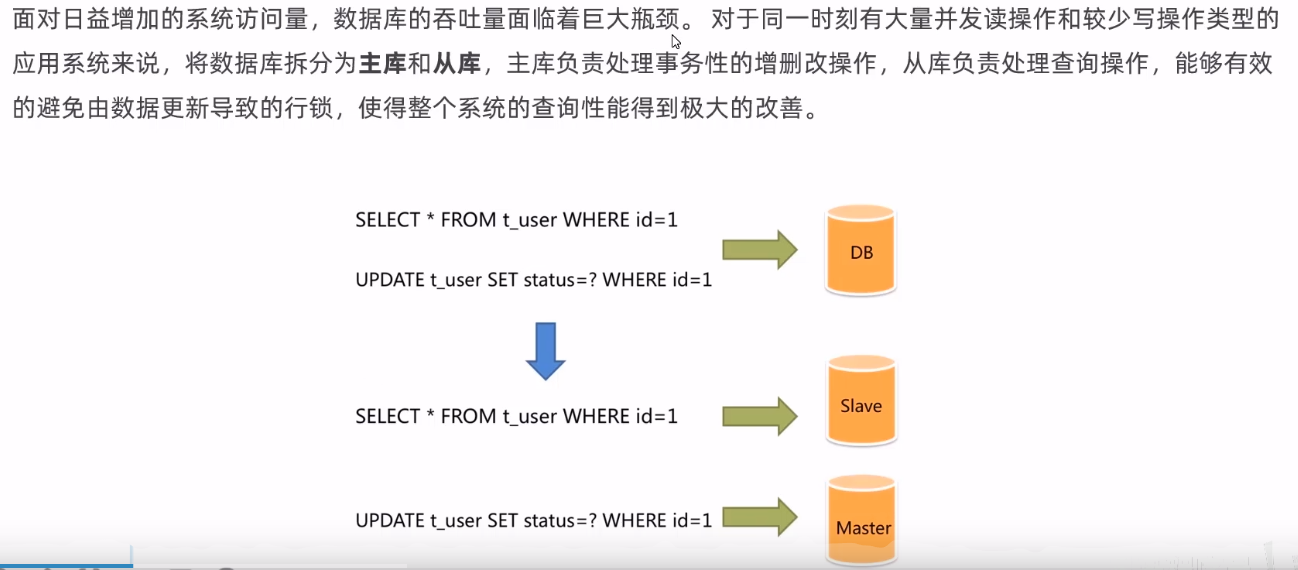 面对日益增加的系统访问量，数据库的吞吐量面临着巨大瓶颈。 对于同一时刻有大量并发读操作和较少写操作类型的
应用系统来说，将数据库拆分为主库和从库，主库负责处理事务性的增删改操作，从库负责处理查询操作，能够有效
的避免由数据更新导致的行锁，使得整个系统的查询性能得到极大的改善。
SELECT * FROM t_user WHERE id=1
UPDATE t_user SET status=? WHERE id=1
DB
SELECT * FROM t_user WHERE id=1
Slave
UPDATE t_user SET status=? WHERE id=1
Master